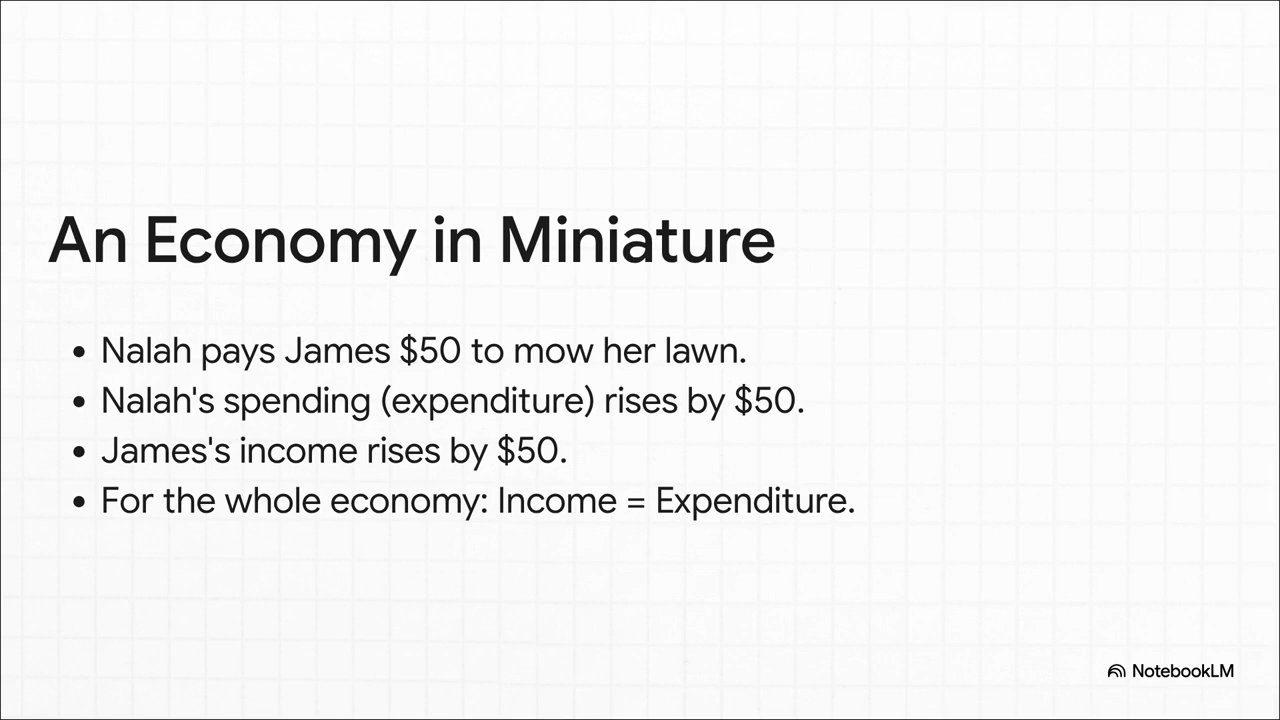 An Economy in Miniature
• Nalah pays James $50 to mow her lawn.
• Nalah's spending (expenditure) rises by $50.
• James's income rises by $50.
• For the whole economy: Income = Expenditure.
NotebookLM